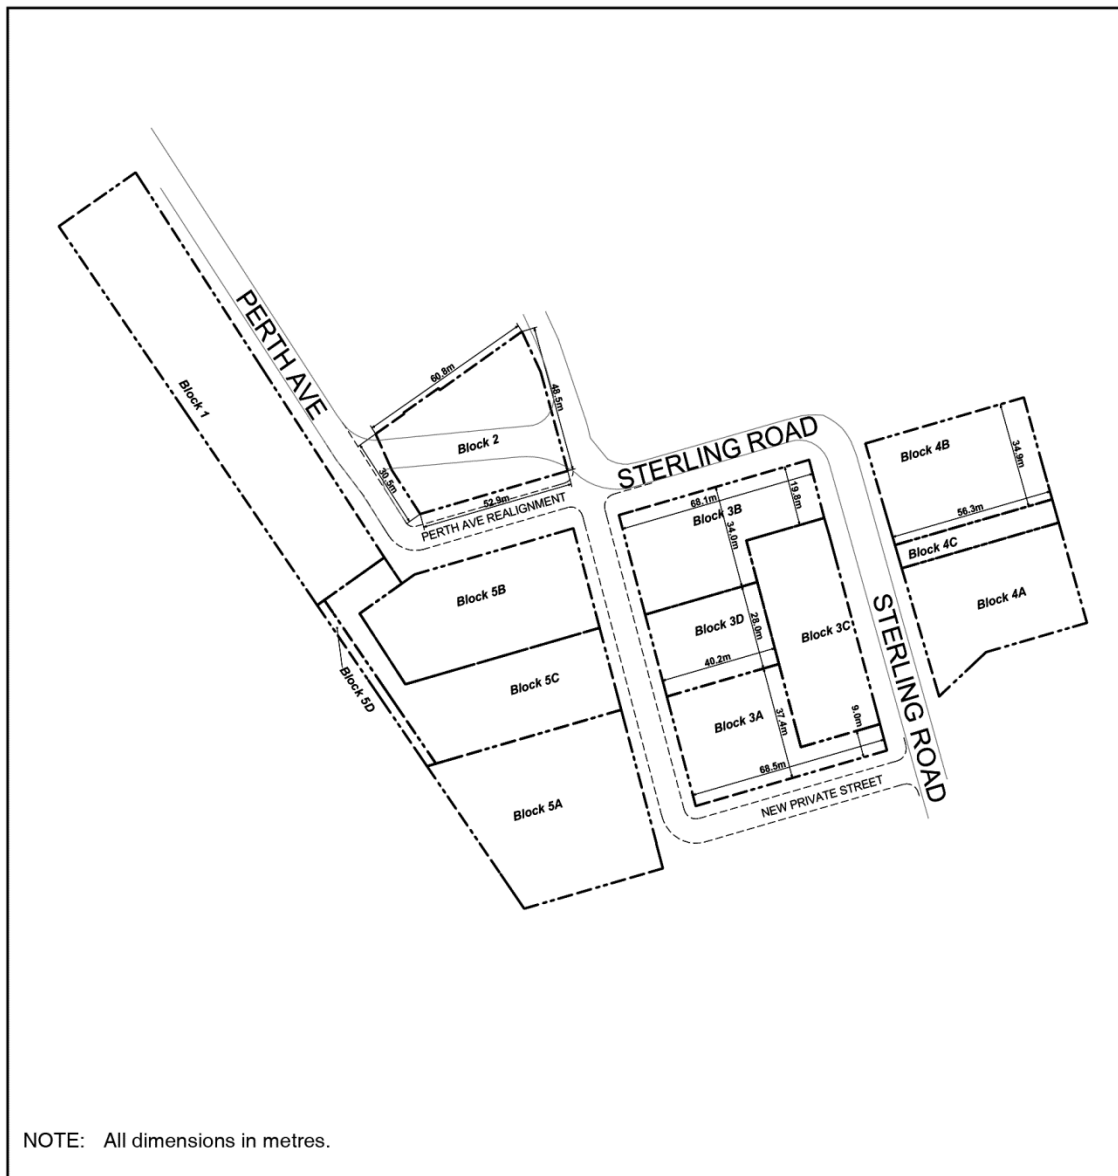 PERTH AVE
Block 1
60.8m
48.5m
Block 2
30.5m
52.9m
PERTH AVE REALIGNMENT
STERLING ROAD
68.1m
19.8m
Block 3B
34.0m
Block 4B
34.9m
56.3m
Block 4C
Block 4A
Block 5B
Block 3D
28.0m
Block 3C
40.2m
STERLING ROAD
Block 5C
Block 5D
Block 3A
37.4m
9.0m
68.5m
NEW PRIVATE STREET
Block 5A
NOTE: All dimensions in metres.